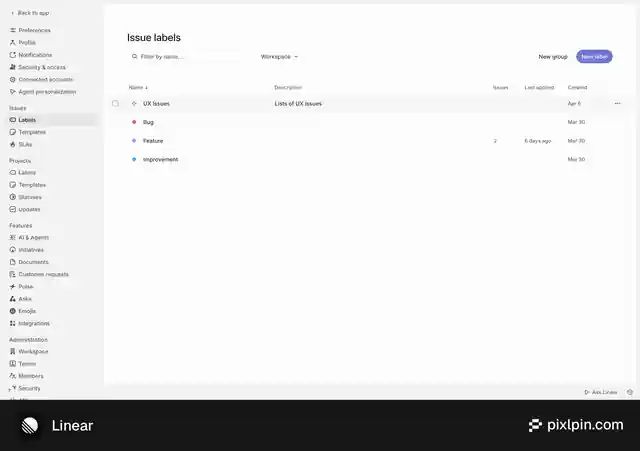 Back to app
Preferences
Profile
Notifications
Security & access
Connected accounts
Agent personalization
Issues
Labels
Templates
SLAs
Projects
Labels
Templates
Statuses
Updates
Features
AI & Agents
Initiatives
Documents
Customer requests
Pulse
Asks
Emojis
Integrations
Administration
Workspace
Teams
Members
Security
Issue labels
Filter by name...
Workspace
New group
New label
Name ↓ Description Issues Last applied Created
UX Issues Lists of UX issues Apr 6
Bug Mar 30
Feature 2 6 days ago Mar 30
Improvement Mar 30
Ask Linear
Linear
pixlpin.com